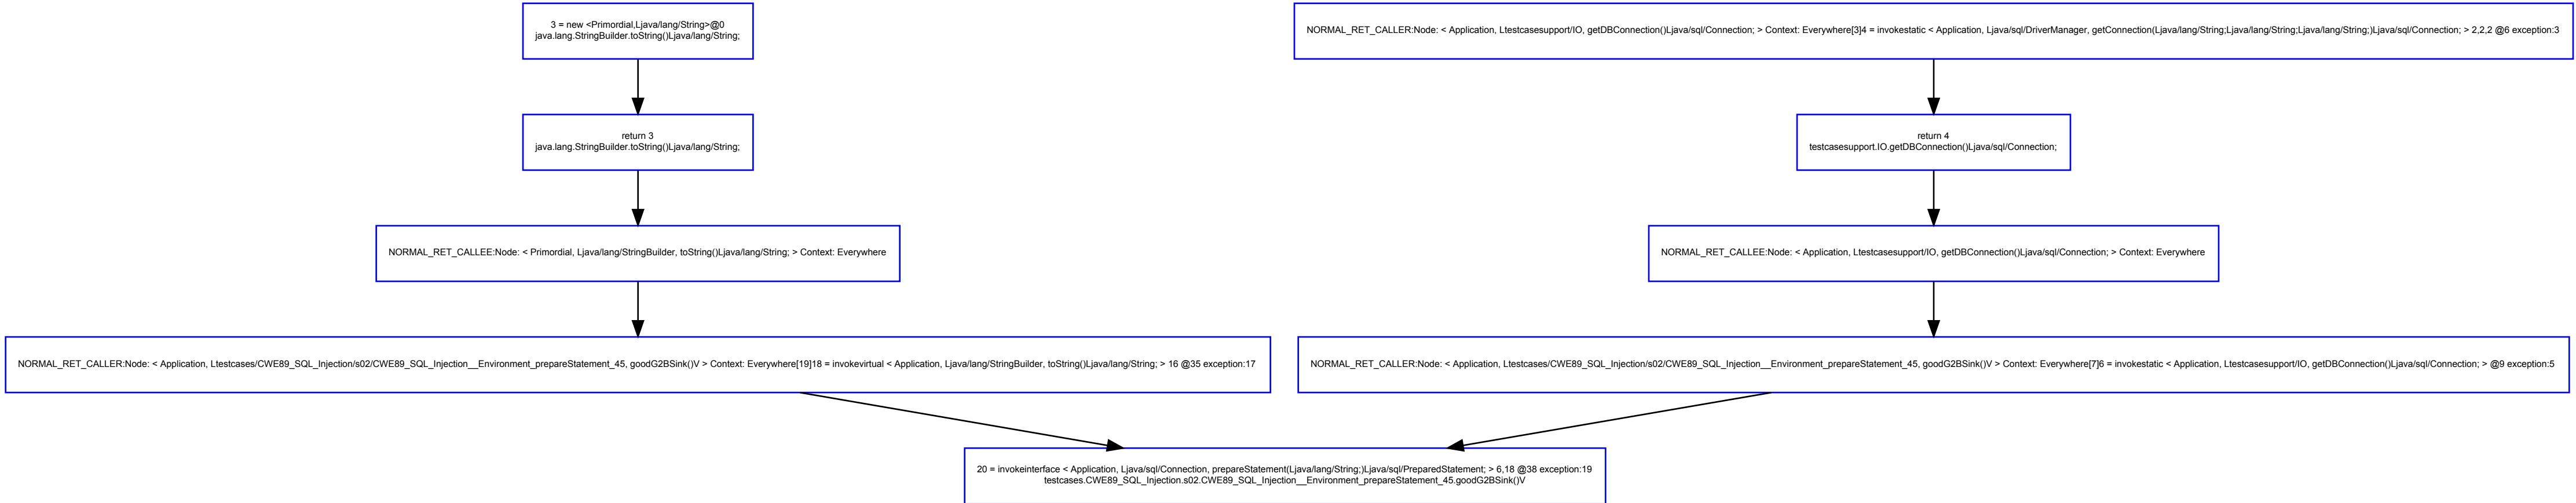 3 = new <Primordial,Ljava/lang/String>@0
java.lang.StringBuilder.toString()Ljava/lang/String;
NORMAL_RET_CALLER:Node: < Application, Ltestcasesupport/IO, getDBConnection()Ljava/sql/Connection; > Context: Everywhere[3]4 = invokestatic < Application, Ljava/sql/DriverManager, getConnection(Ljava/lang/String;Ljava/lang/String;Ljava/lang/String;)Ljava/sql/Connection; > 2,2,2 @6 exception:3
return 3
java.lang.StringBuilder.toString()Ljava/lang/String;
return 4
testcasesupport.IO.getDBConnection()Ljava/sql/Connection;
NORMAL_RET_CALLEE:Node: < Primordial, Ljava/lang/StringBuilder, toString()Ljava/lang/String; > Context: Everywhere
NORMAL_RET_CALLEE:Node: < Application, Ltestcasesupport/IO, getDBConnection()Ljava/sql/Connection; > Context: Everywhere
NORMAL_RET_CALLER:Node: < Application, Ltestcases/CWE89_SQL_Injection/s02/CWE89_SQL_Injection__Environment_prepareStatement_45, goodG2BSink()V > Context: Everywhere[19]18 = invokevirtual < Application, Ljava/lang/StringBuilder, toString()Ljava/lang/String; > 16 @35 exception:17
NORMAL_RET_CALLER:Node: < Application, Ltestcases/CWE89_SQL_Injection/s02/CWE89_SQL_Injection__Environment_prepareStatement_45, goodG2BSink()V > Context: Everywhere[7]6 = invokestatic < Application, Ltestcasesupport/IO, getDBConnection()Ljava/sql/Connection; > @9 exception:5
20 = invokeinterface < Application, Ljava/sql/Connection, prepareStatement(Ljava/lang/String;)Ljava/sql/PreparedStatement; > 6,18 @38 exception:19
testcases.CWE89_SQL_Injection.s02.CWE89_SQL_Injection__Environment_prepareStatement_45.goodG2BSink()V